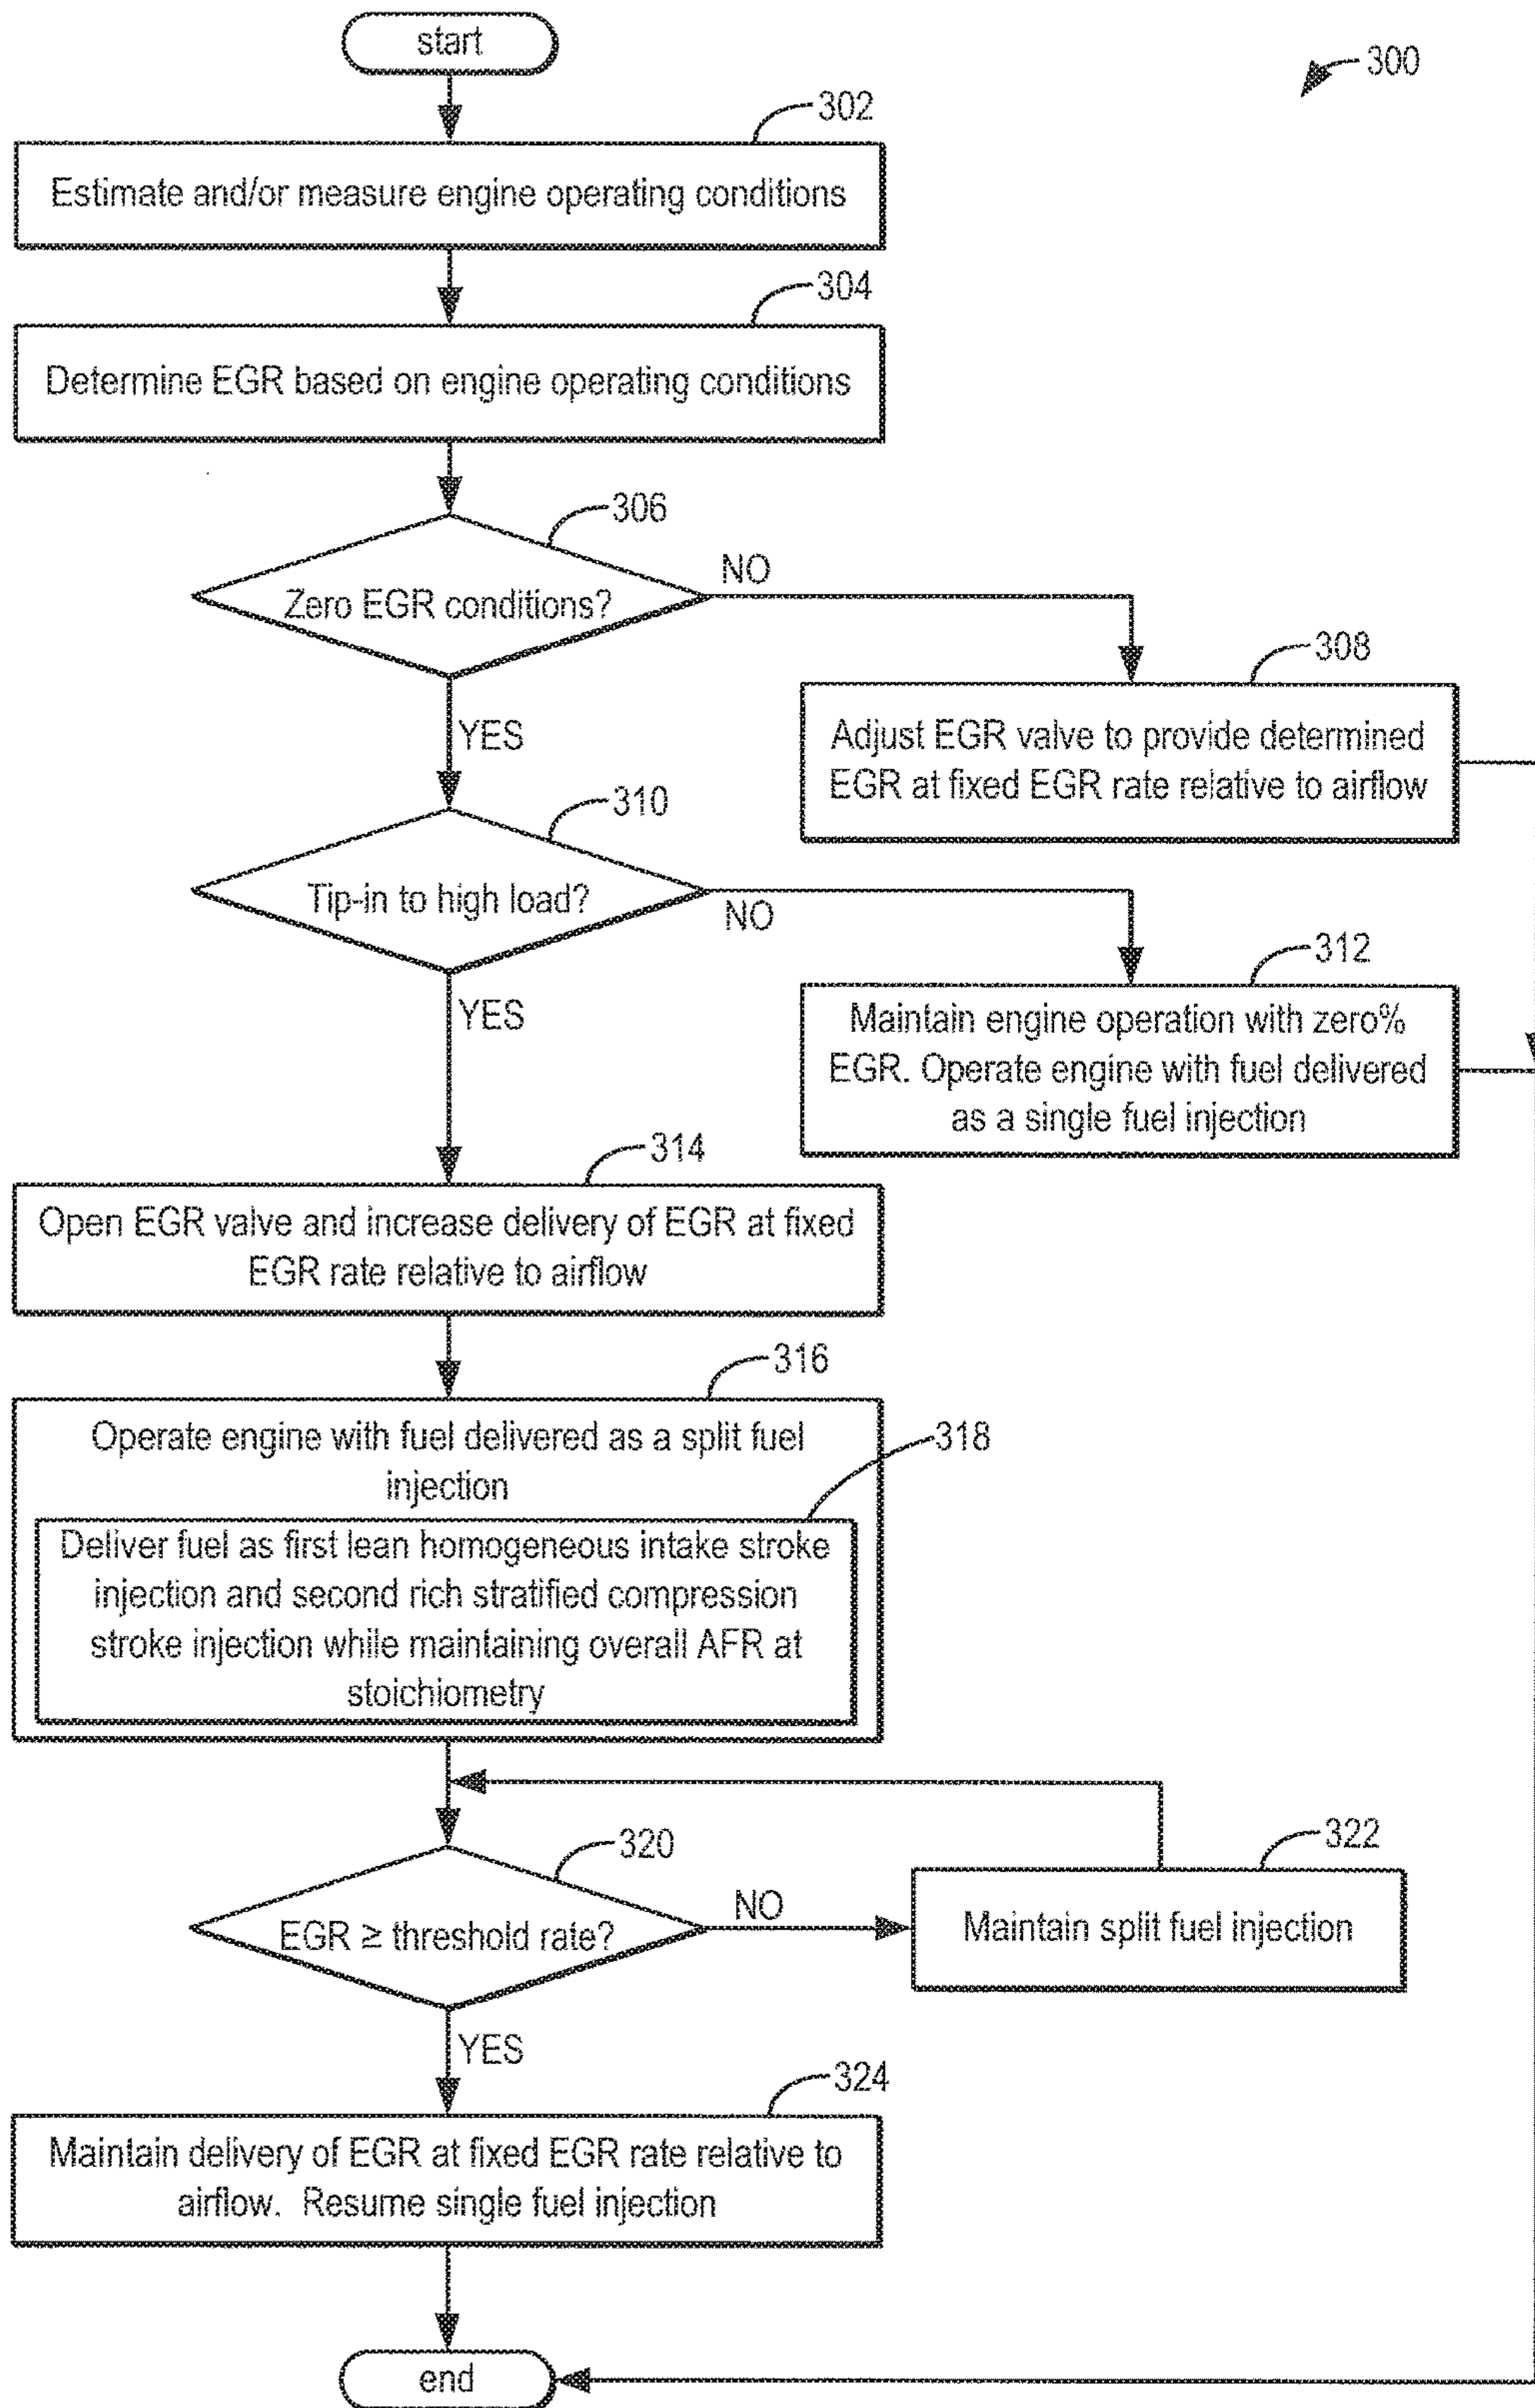 start
300
302
Estimate and/or measure engine operating conditions
304
Determine EGR based on engine operating conditions
306
Zero EGR conditions?
NO
YES
308
Adjust EGR valve to provide determined
EGR at fixed EGR rate relative to airflow
310
Tip-in to high load?
NO
YES
312
Maintain engine operation with zero%
EGR. Operate engine with fuel delivered
as a single fuel injection
314
Open EGR valve and increase delivery of EGR at fixed
EGR rate relative to airflow
316
Operate engine with fuel delivered as a split fuel
injection
318
Deliver fuel as first lean homogeneous intake stroke
injection and second rich stratified compression
stroke injection while maintaining overall AFR at
stoichiometry
320
EGR ≥ threshold rate?
NO
YES
322
Maintain split fuel injection
324
Maintain delivery of EGR at fixed EGR rate relative to
airflow. Resume single fuel injection
end